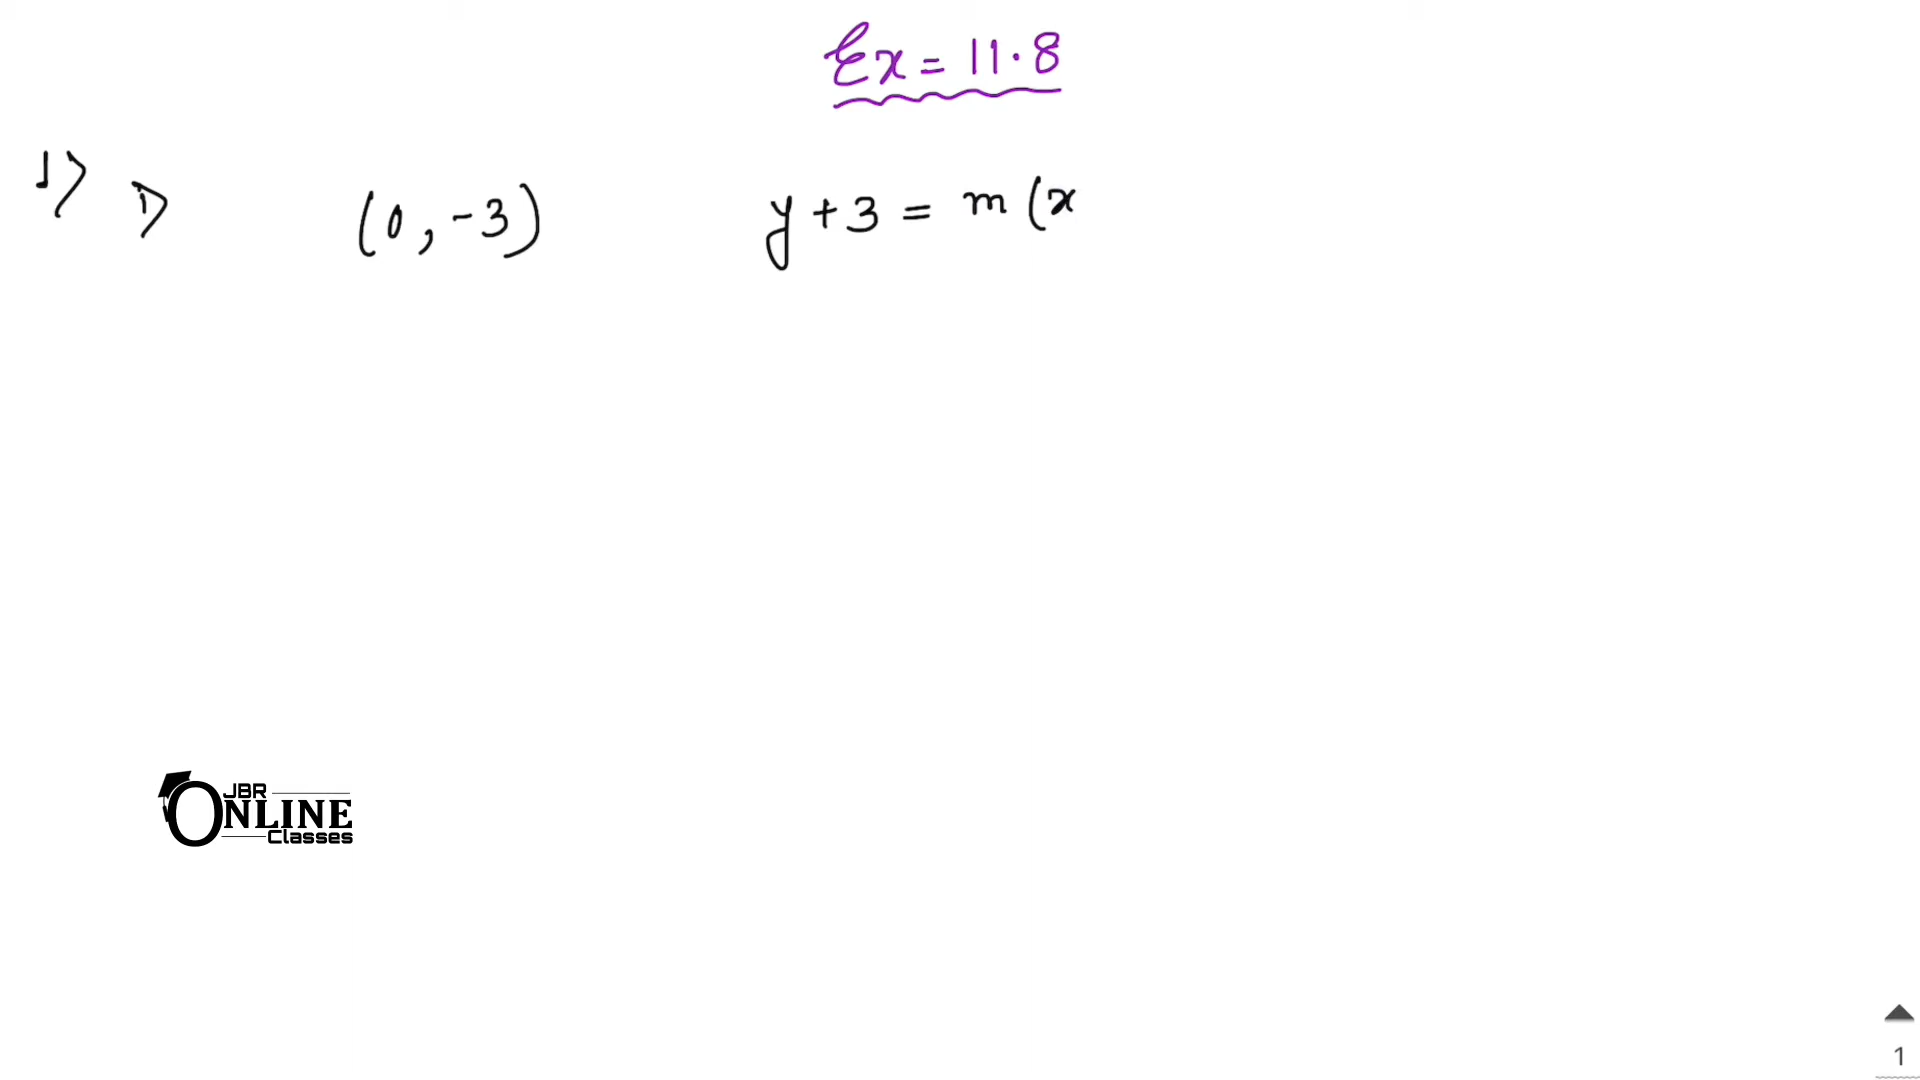 Ex = 11.8
1) i) (0, -3) y + 3 = m (x
JBR
ONLINE
Classes
1